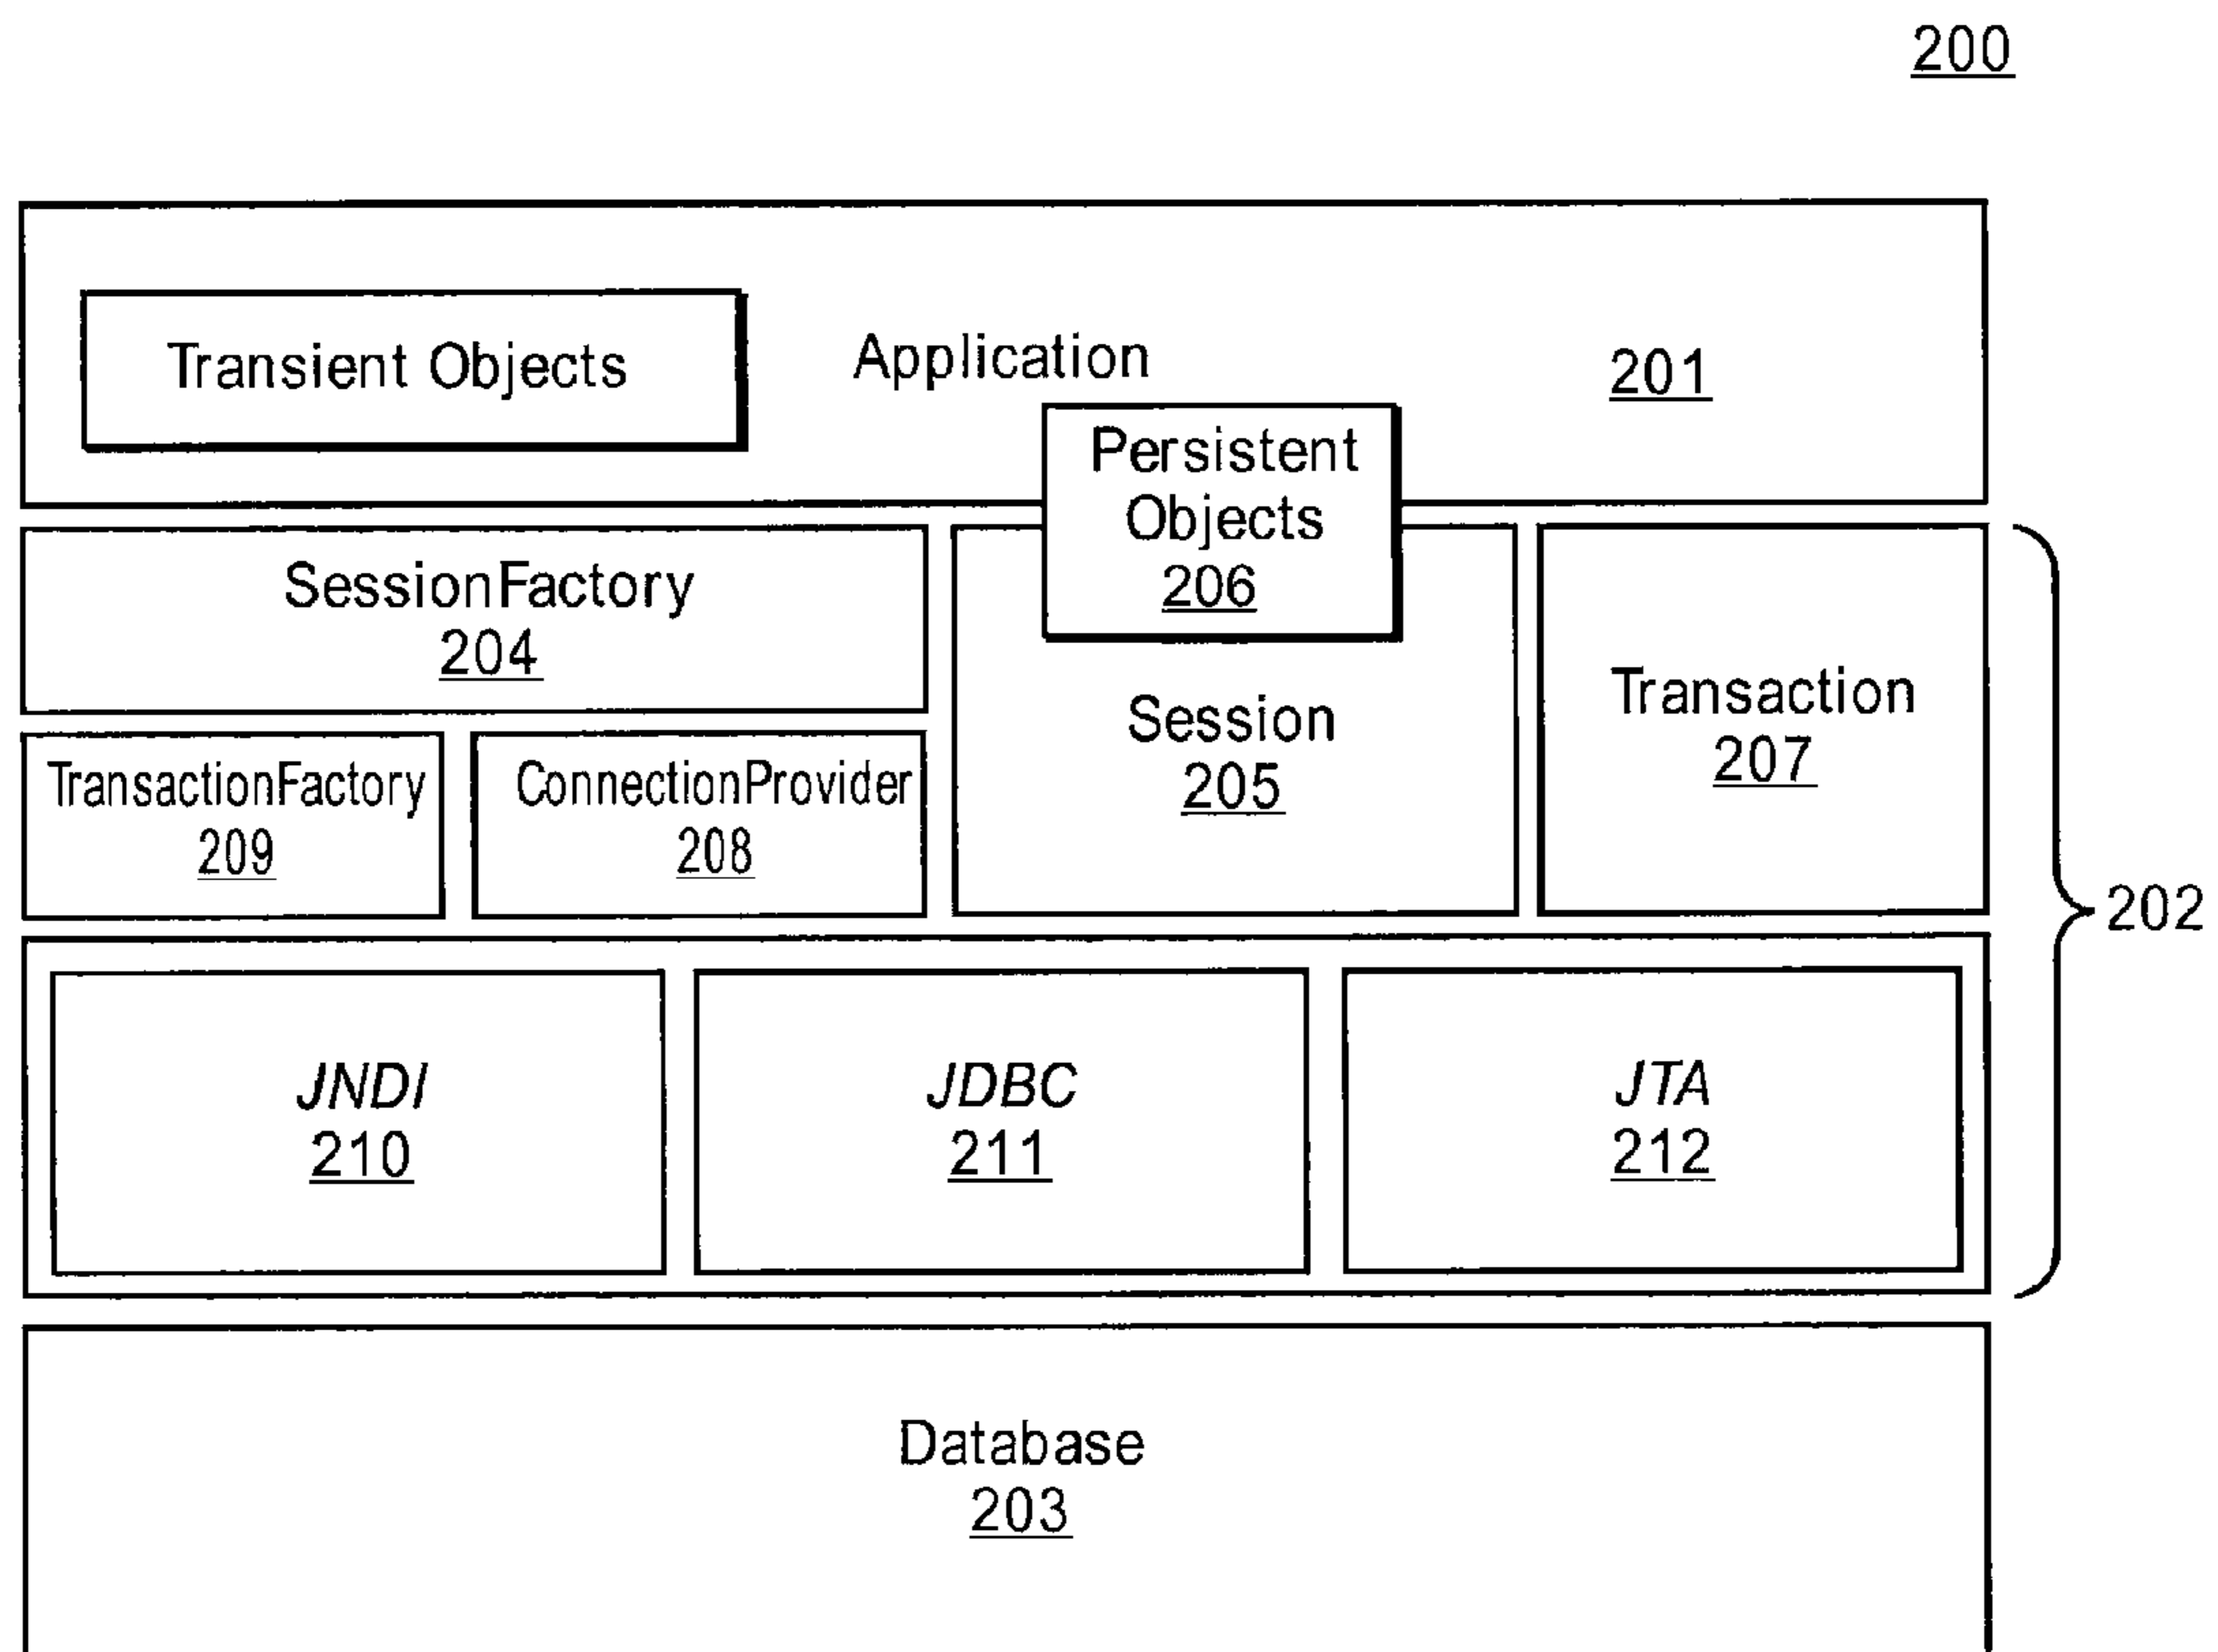 200
Transient Objects
Application
201
Persistent
Objects
206
SessionFactory
204
Session
205
Transaction
207
TransactionFactory
209
ConnectionProvider
208
202
JNDI
210
JDBC
211
JTA
212
Database
203